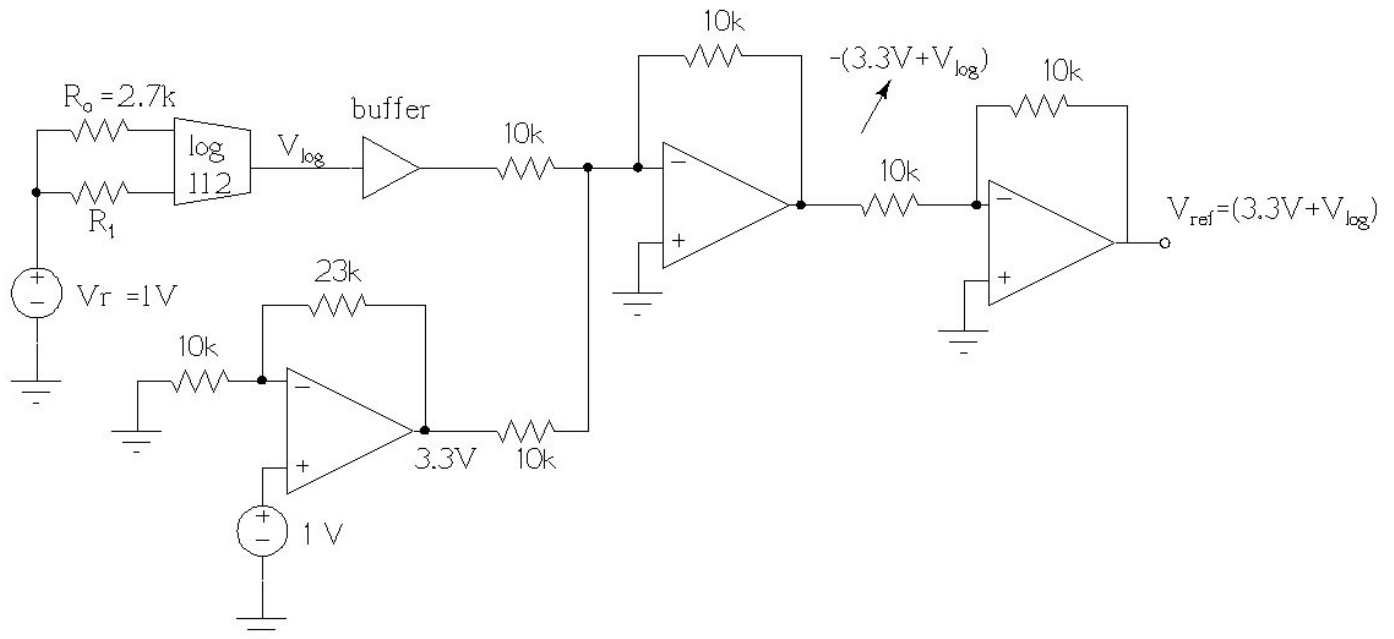 10k
-(3.3V+Vlog)
10k
Ro =2.7k
buffer
log
112
Vlog
10k
10k
R1
− +
− +
Vref=(3.3V+Vlog)
+
−
Vr =1V
23k
10k
− +
3.3V
10k
+
−
1 V